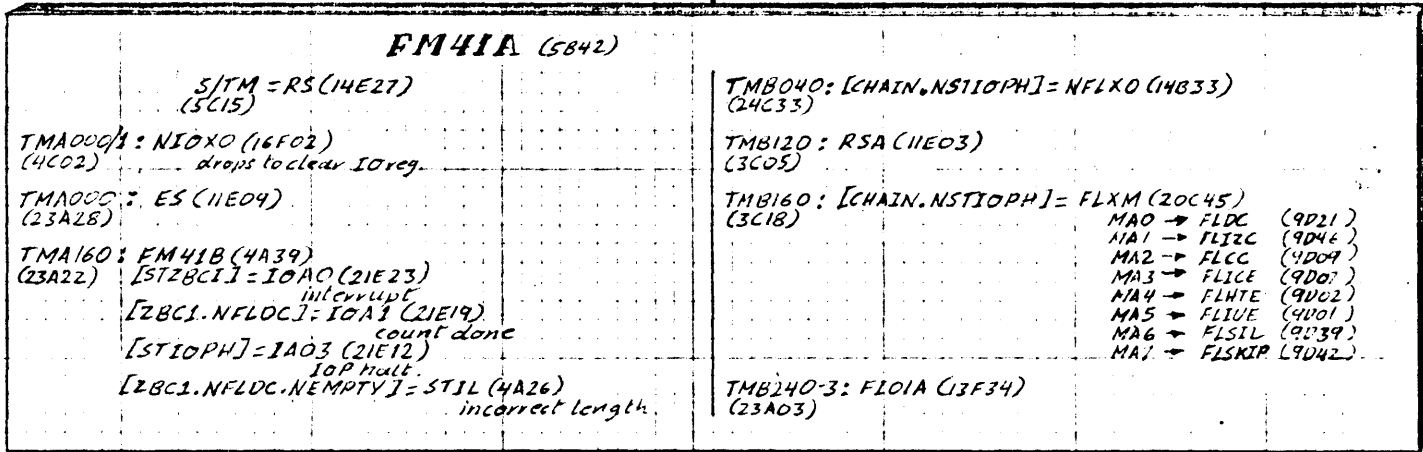 FM41A (5B42)
S/TM = RS (14E27)
(5C15)
TMA000/1 : NIOXO (16F02)
(4C02) drops to clear IO reg.
TMA000 : ES (11E09)
(23A28)
TMA160 : FM41B (4A39)
(23A22) [STZBCI] = IOA0 (21E23)
interrupt
[ZBC1.NFLDC] = IOA1 (21E19)
count done
[STIOPH] = IAO3 (21E12)
IOP halt.
[ZBC1.NFLDC.NEMPTY] = STIL (4A26)
incorrect length.
TMB040 : [CHAIN.NSTIOPH] = NFLXO (14B33)
(24C33)
TMB120 : RSA (11E03)
(3C05)
TMB160 : [CHAIN.NSTIOPH] = FLXM (20C45)
(3C18) MA0 → FLDC (9D21)
MA1 → FLIZC (9D46)
MA2 → FLCC (9D09)
MA3 → FLICE (9D07)
MA4 → FLHTE (9D02)
MA5 → FLIUE (9D01)
MA6 → FLSIL (9D39)
MA7 → FLSKIP (9D42)
TMB240-3 : FLOIA (13F34)
(23A03)